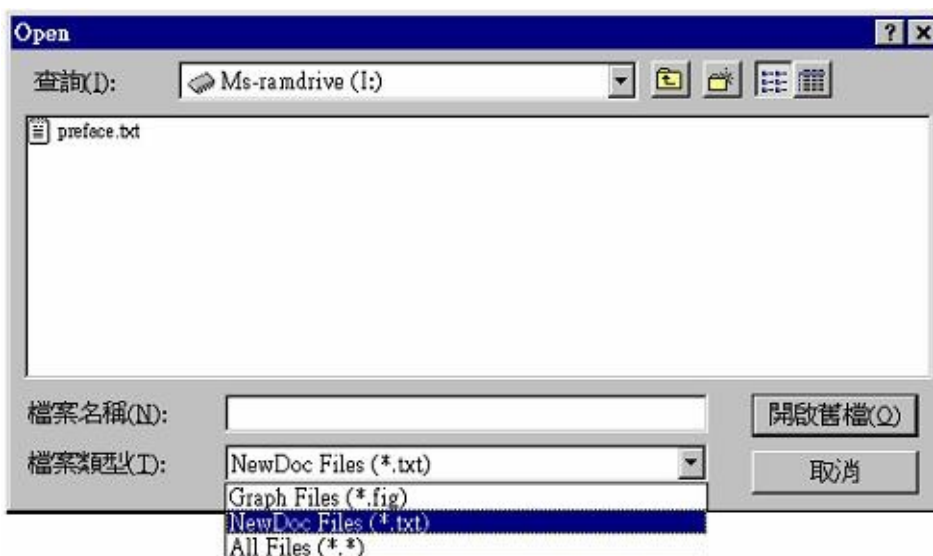 Open
查詢(I): Ms-ramdrive (I:)
preface.txt
檔案名稱(N): 開啟舊檔(O)
檔案類型(T): NewDoc Files (*.txt) 取消
Graph Files (*.fig)
NewDoc Files (*.txt)
All Files (*.*)